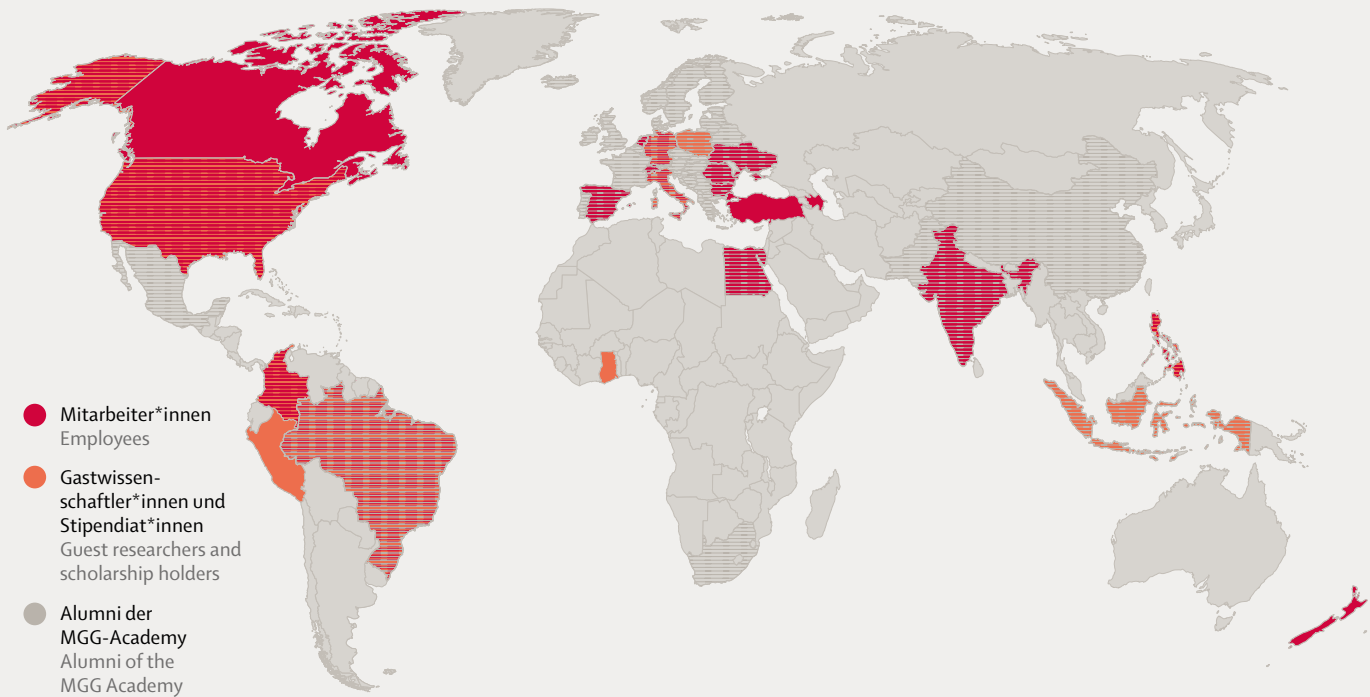 Mitarbeiter*innen
Employees
Gastwissen-
schaftler*innen und
Stipendiat*innen
Guest researchers and
scholarship holders
Alumni der
MGG-Academy
Alumni of the
MGG Academy